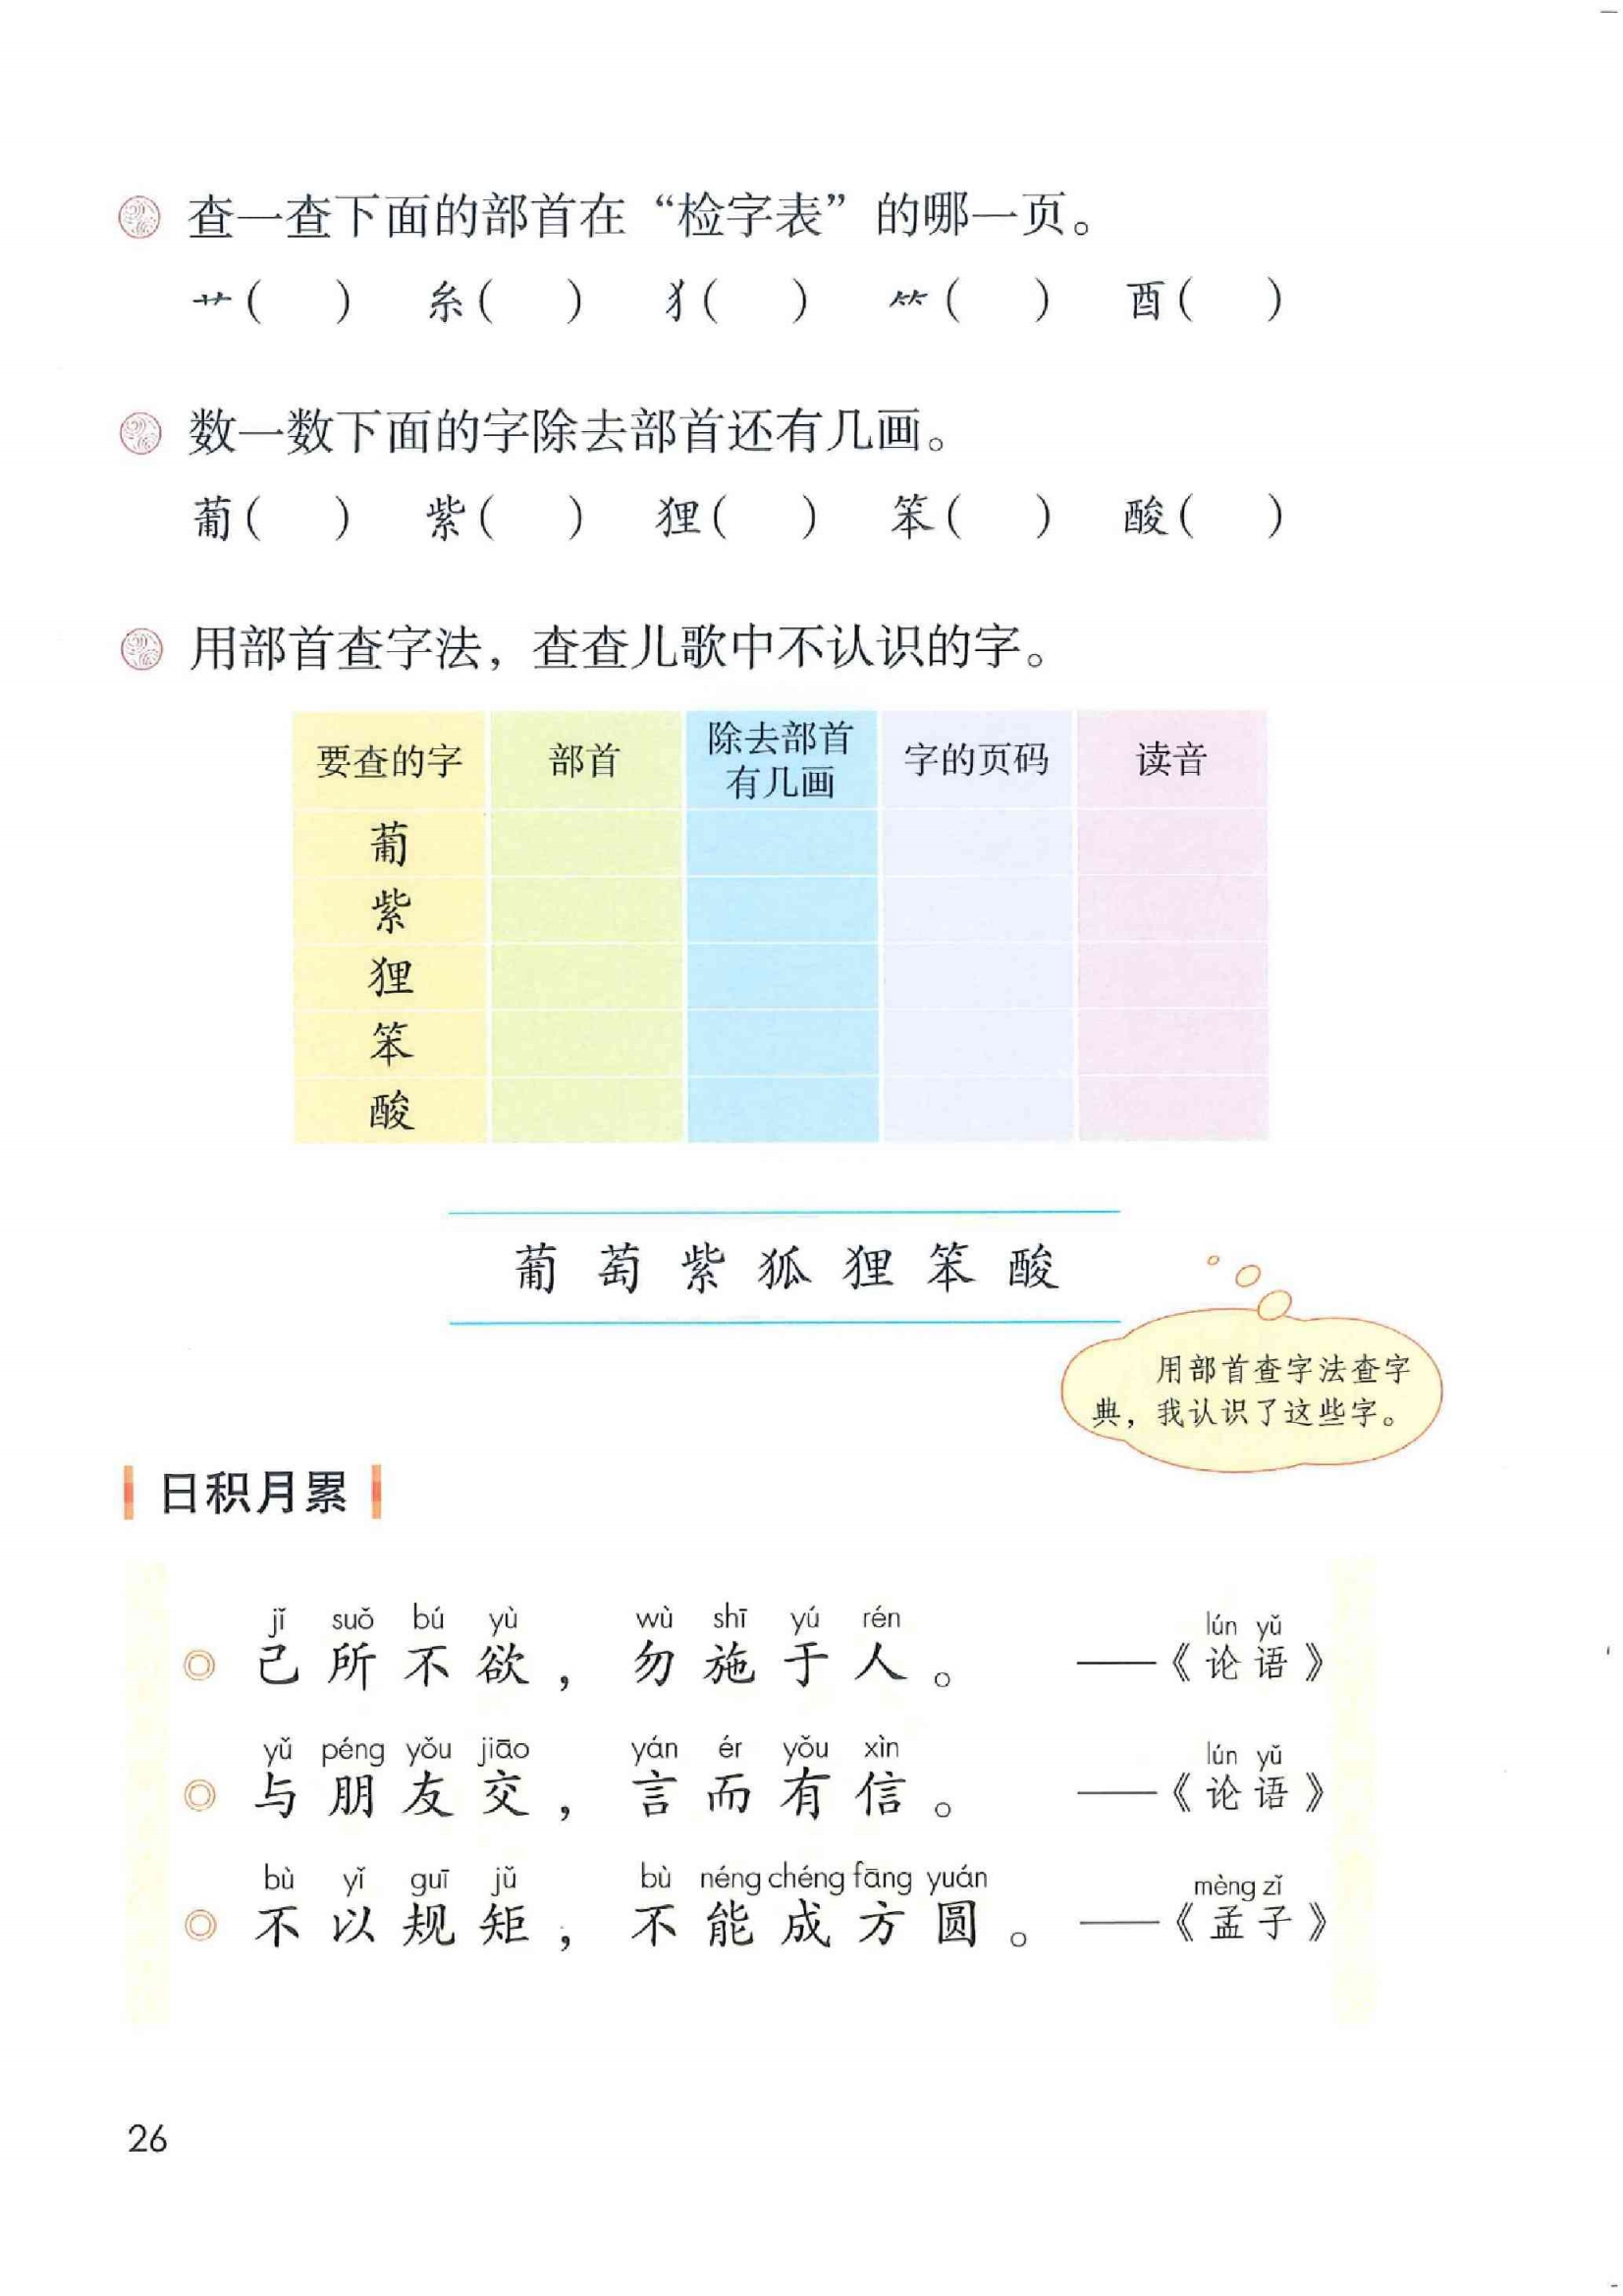 查一查下面的部首在“检字表”的哪一页。
艹(　) 糸(　) 犭(　) ⺮(　) 酉(　)
数一数下面的字除去部首还有几画。
葡(　) 紫(　) 狸(　) 笨(　) 酸(　)
用部首查字法，查查儿歌中不认识的字。
要查的字 部首 除去部首有几画 字的页码 读音
葡
紫
狸
笨
酸
葡 萄 紫 狐 狸 笨 酸
用部首查字法查字
典，我认识了这些字。
日积月累
jǐ suǒ bú yù wù shī yú rén lún yǔ
◎ 己所不欲，勿施于人。 ——《论语》
yǔ péng yǒu jiāo yán ér yǒu xìn lún yǔ
◎ 与朋友交，言而有信。 ——《论语》
bù yǐ guī jǔ bù néng chéng fāng yuán mèng zǐ
◎ 不以规矩，不能成方圆。 ——《孟子》
26